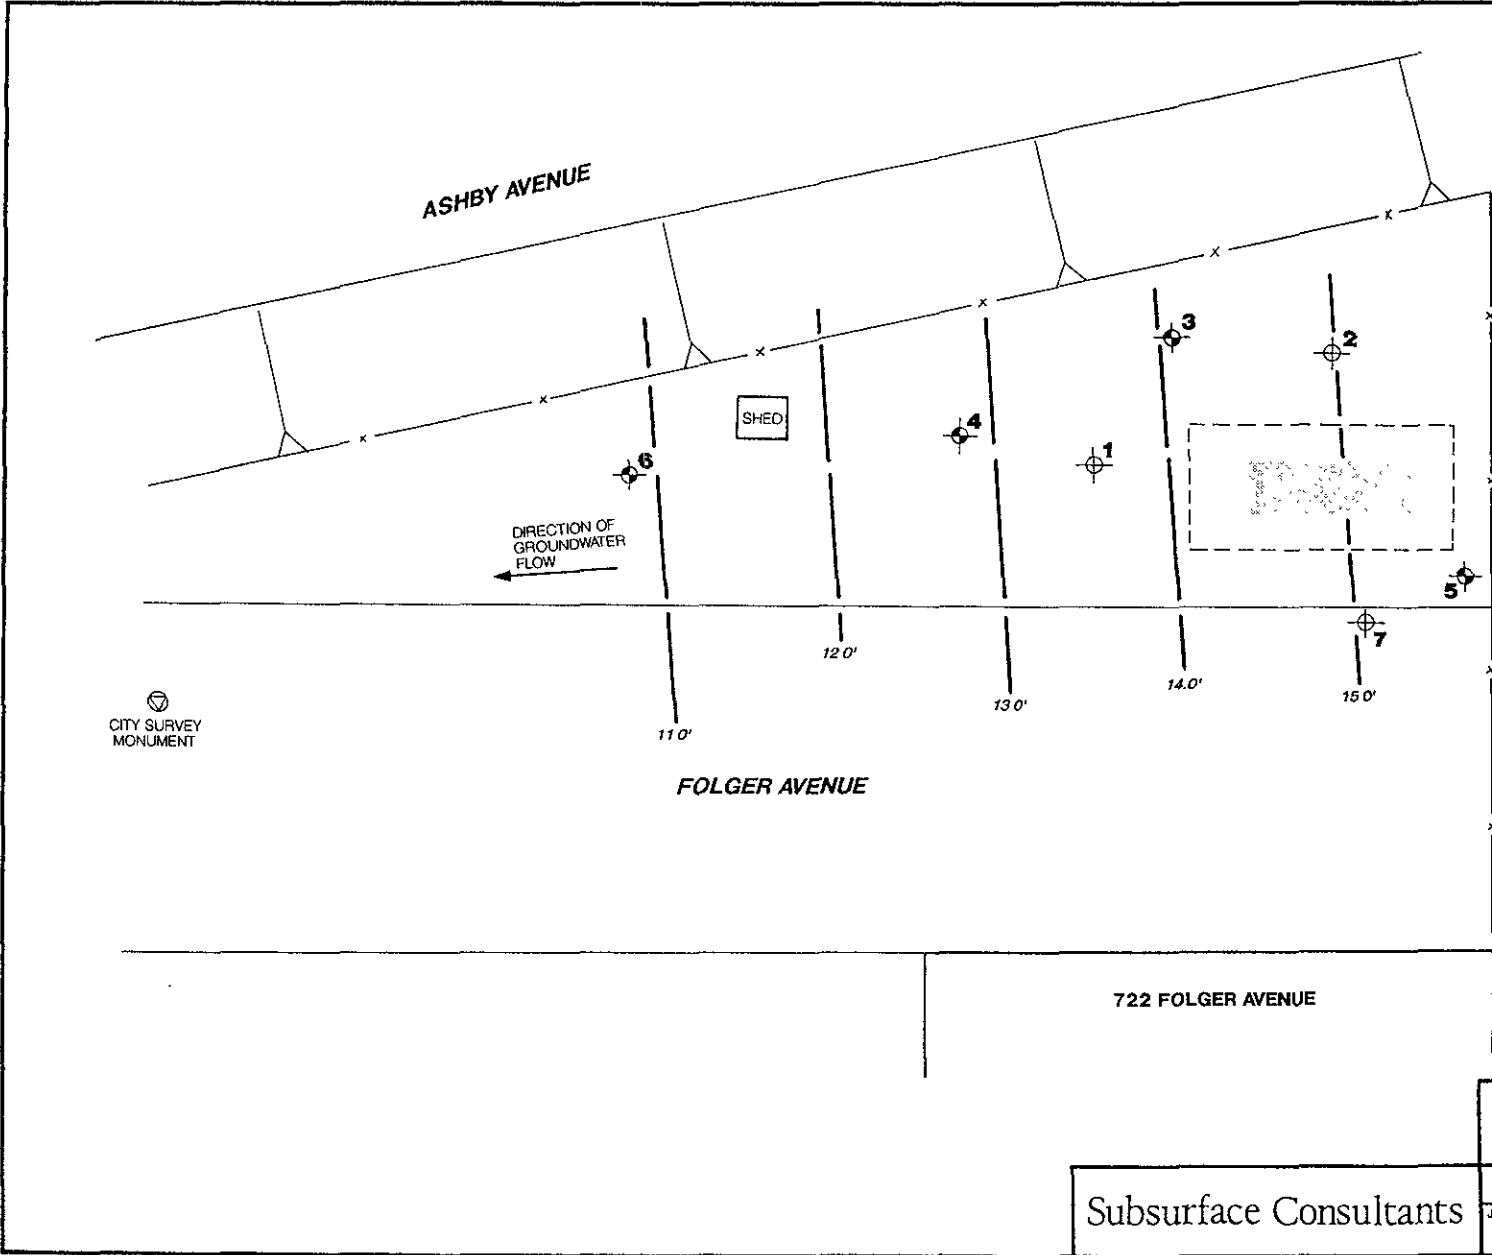 ASHBY AVENUE
3
2
SHED
4
1
6
DIRECTION OF
GROUNDWATER
FLOW
5
7
12 0'
14.0'
15 0'
13 0'
CITY SURVEY
MONUMENT
11 0'
FOLGER AVENUE
722 FOLGER AVENUE
Subsurface Consultants